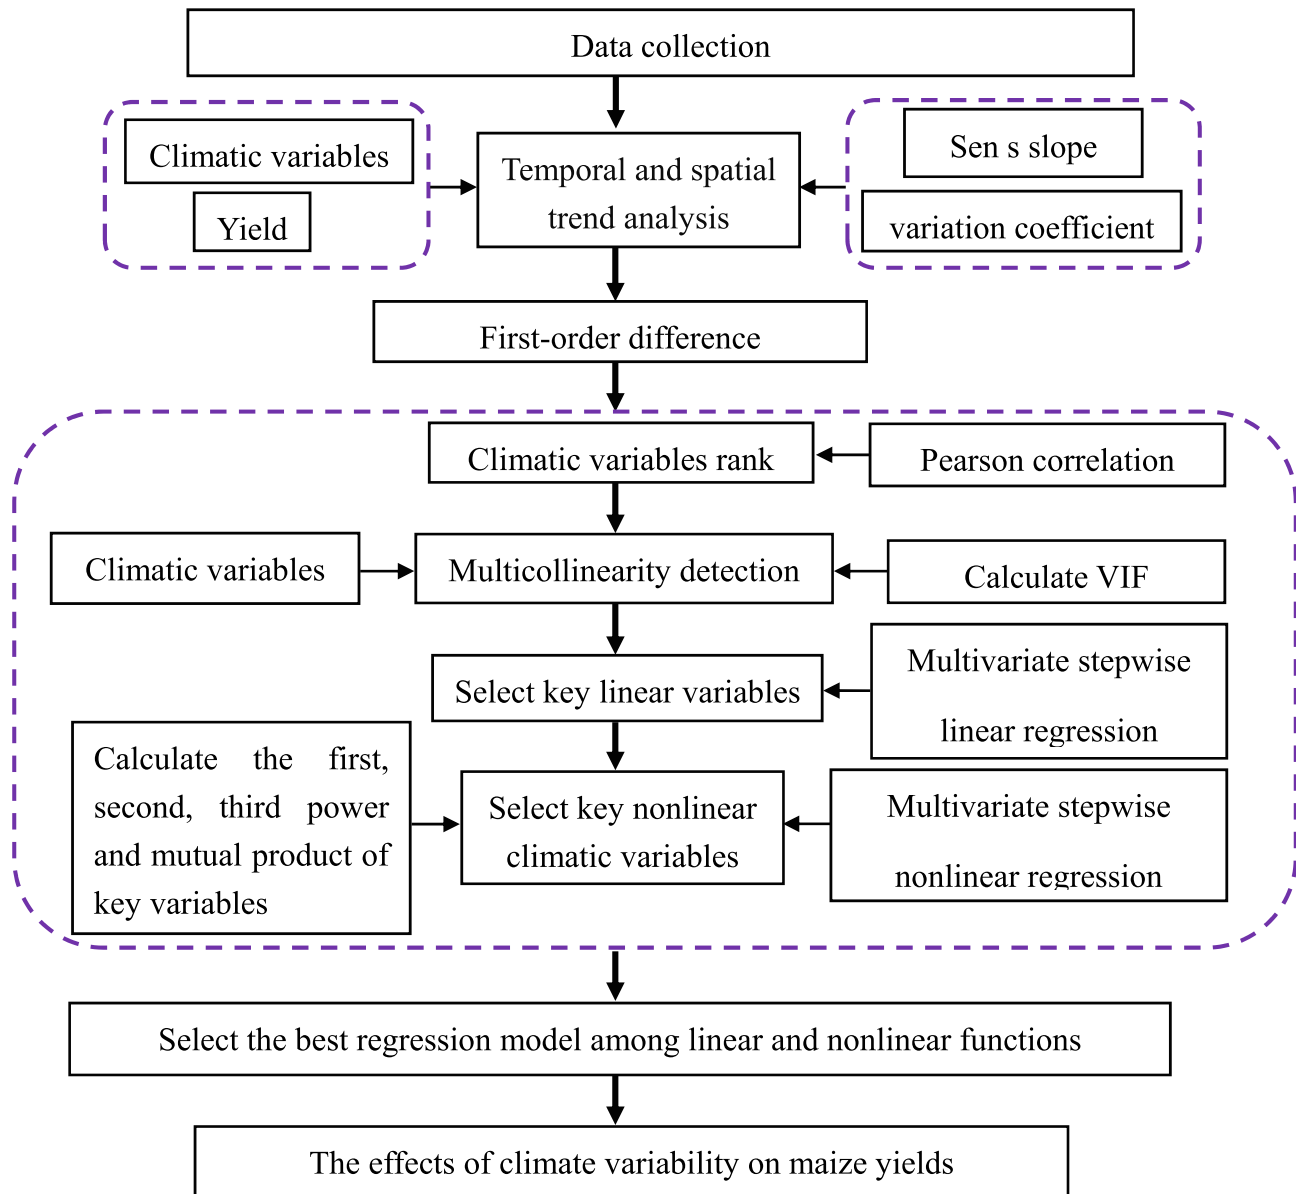 Data collection
Climatic variables
Yield
Temporal and spatial
trend analysis
Sen s slope
variation coefficient
First-order difference
Climatic variables rank
Pearson correlation
Climatic variables
Multicollinearity detection
Calculate VIF
Select key linear variables
Multivariate stepwise
linear regression
Calculate the first,
second, third power
and mutual product of
key variables
Select key nonlinear
climatic variables
Multivariate stepwise
nonlinear regression
Select the best regression model among linear and nonlinear functions
The effects of climate variability on maize yields